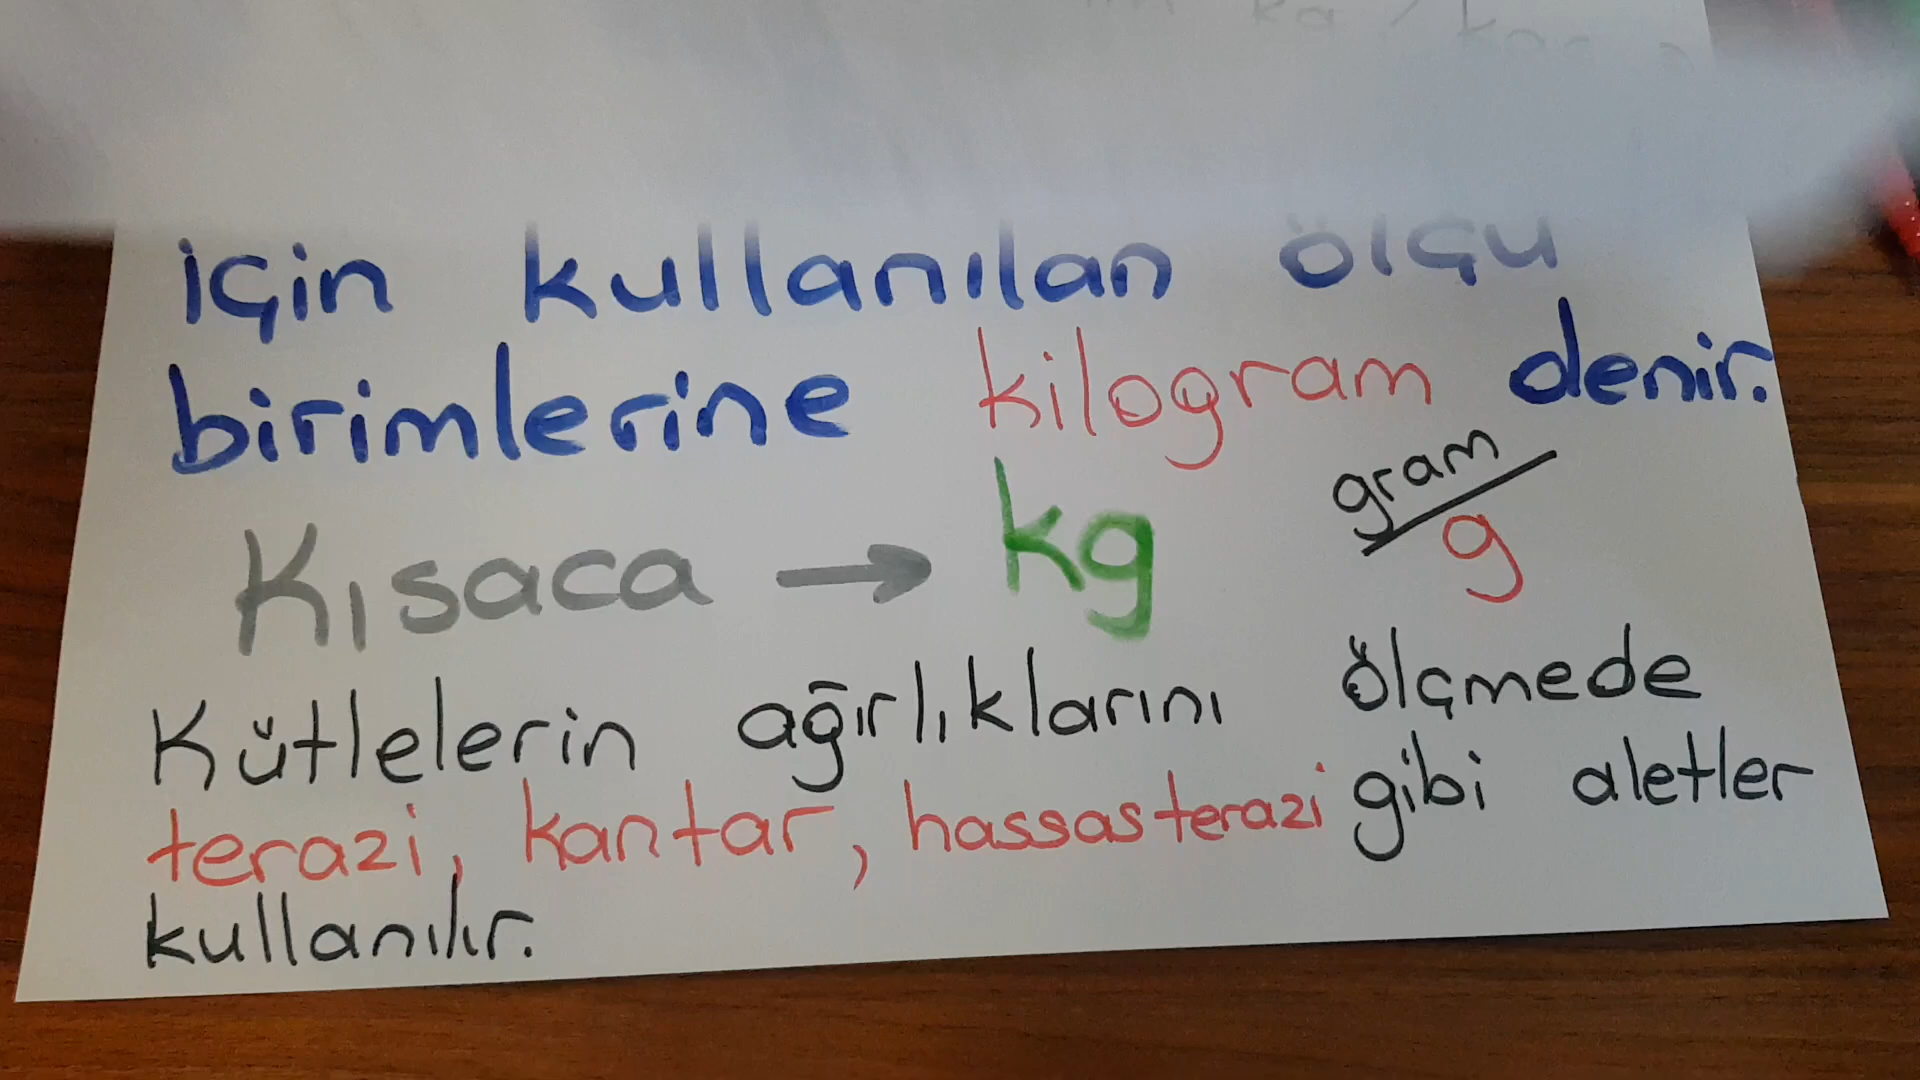 için kullanılan ölçü
birimlerine kilogram denir.
Kısaca → kg
gram
g
Kütlelerin ağırlıklarını ölçmede
terazi, kantar, hassas terazi gibi aletler
kullanılır.